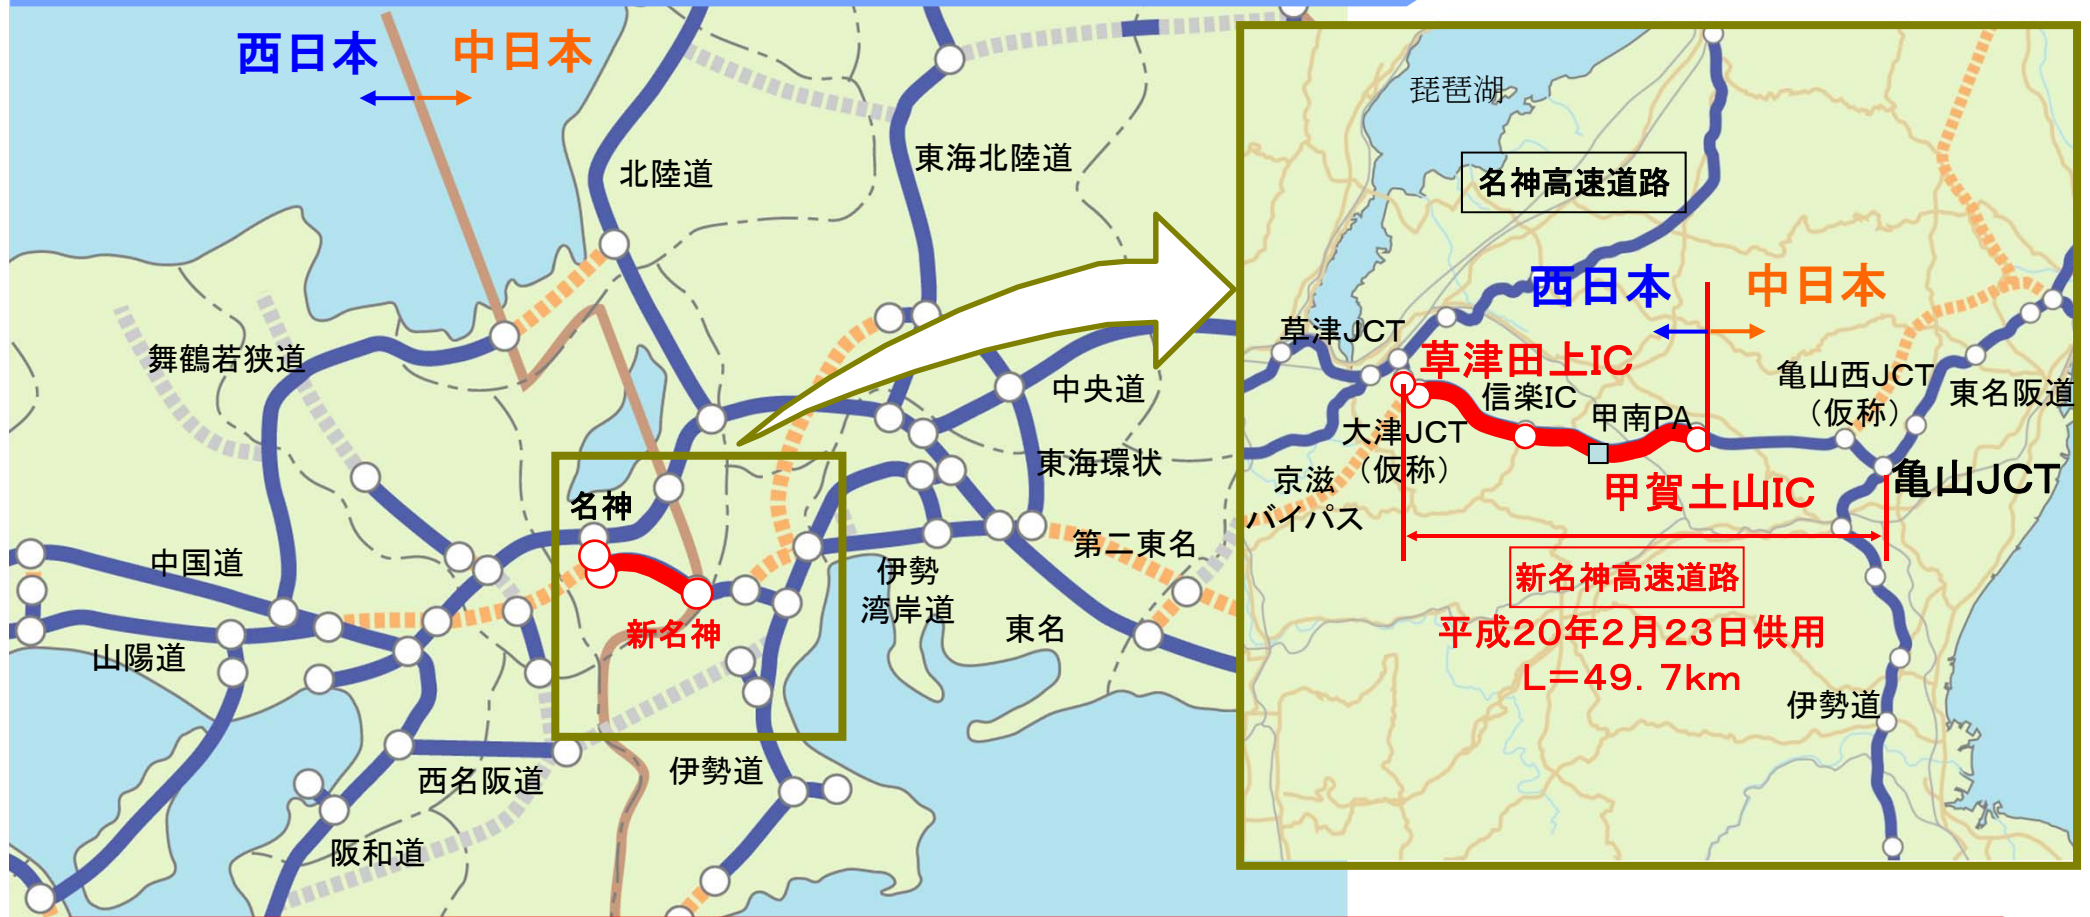 西日本
中日本
北陸道
東海北陸道
舞鶴若狭道
中央道
東海環状
名神
中国道
第二東名
伊勢
湾岸道
東名
新名神
山陽道
西名阪道
伊勢道
阪和道
琵琶湖
名神高速道路
西日本
中日本
草津JCT
草津田上IC
信楽IC
甲南PA
亀山西JCT
（仮称）
東名阪道
大津JCT
（仮称）
京滋
バイパス
亀山JCT
甲賀土山IC
新名神高速道路
平成20年2月23日供用
L＝49．7km
伊勢道